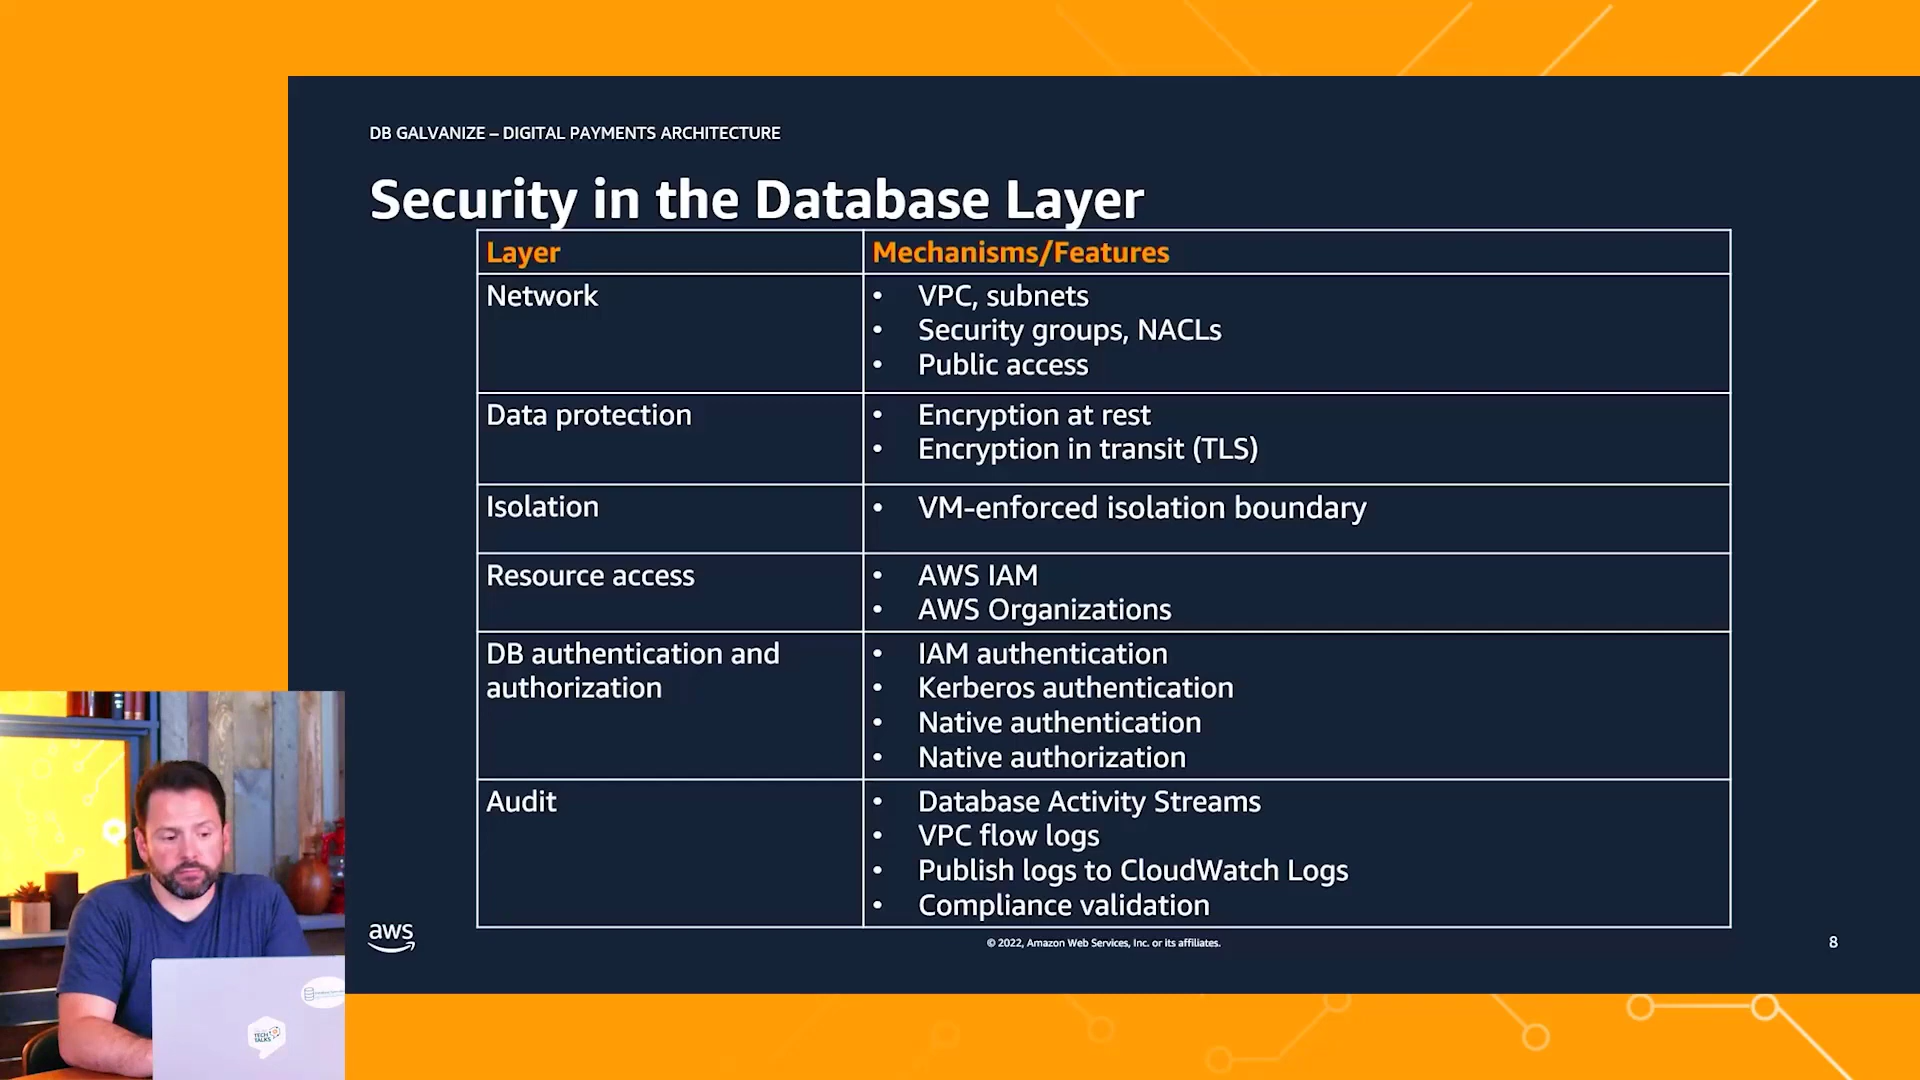 DB GALVANIZE – DIGITAL PAYMENTS ARCHITECTURE
Security in the Database Layer
Layer
Mechanisms/Features
Network
• VPC, subnets
• Security groups, NACLs
• Public access
Data protection
• Encryption at rest
• Encryption in transit (TLS)
Isolation
• VM-enforced isolation boundary
Resource access
• AWS IAM
• AWS Organizations
DB authentication and
authorization
• IAM authentication
• Kerberos authentication
• Native authentication
• Native authorization
Audit
• Database Activity Streams
• VPC flow logs
• Publish logs to CloudWatch Logs
• Compliance validation
aws
© 2022, Amazon Web Services, Inc. or its affiliates.
8
TECH
TALKS